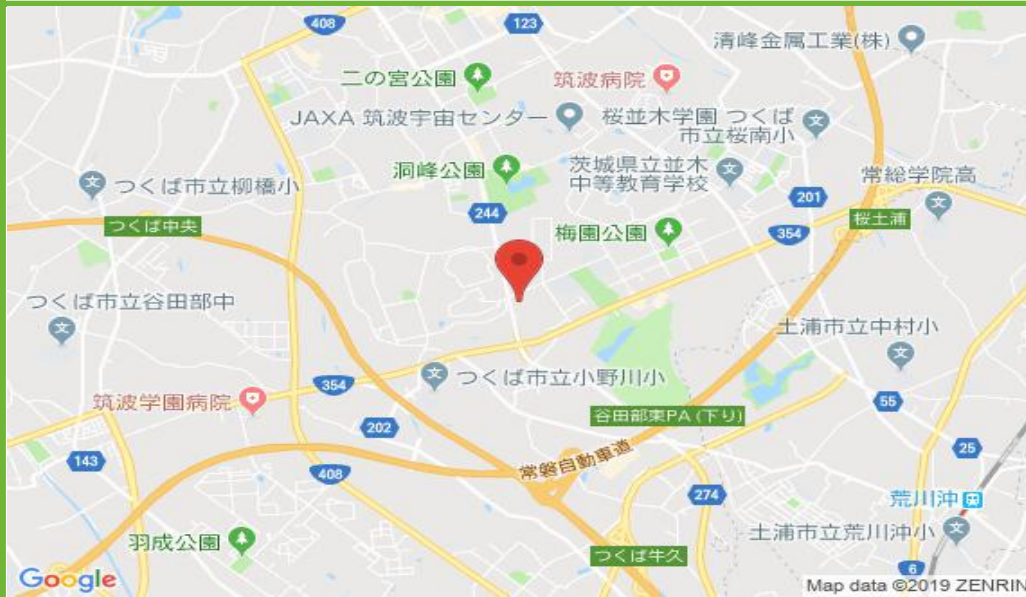 408
123
清峰金属工業(株)
二の宮公園
筑波病院
JAXA 筑波宇宙センター
桜並木学園 つくば
市立桜南小
洞峰公園
茨城県立並木
中等教育学校
常総学院高
つくば市立柳橋小
201
244
つくば中央
桜土浦
梅園公園
354
つくば市立谷田部中
土浦市立中村小
354
つくば市立小野川小
筑波学園病院
55
谷田部東PA (下り)
202
25
143
常磐自動車道
408
274
荒川沖
土浦市立荒川沖小
羽成公園
つくば牛久
6
Google
Map data ©2019 ZENRIN